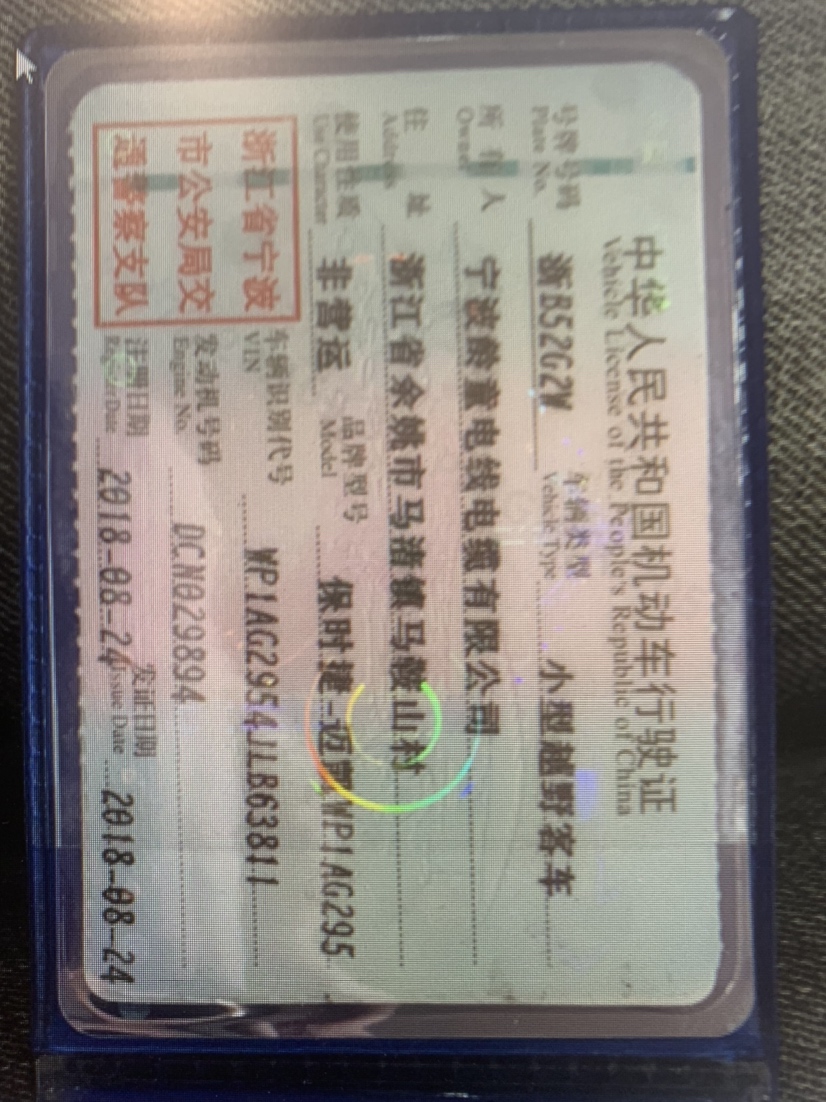 中华人民共和国机动车行驶证
Vehicle License of the People's Republic of China
号牌号码 浙B52G2W 车辆类型 小型越野客车
Plate No. Vehicle Type
所有人 宁波龄童电线电缆有限公司
Owner
住址 浙江省余姚市马渚镇马鞍山村
Address
使用性质 非营运 品牌型号 保时捷-迈凯WP1AG295
Use Character Model
浙江省宁波
市公安局交
通警察支队
车辆识别代号 WP1AG2954JLB63811
VIN
发动机号码 DCN029894
Engine No.
注册日期 2018-08-24 发证日期 2018-08-24
Register Date Issue Date